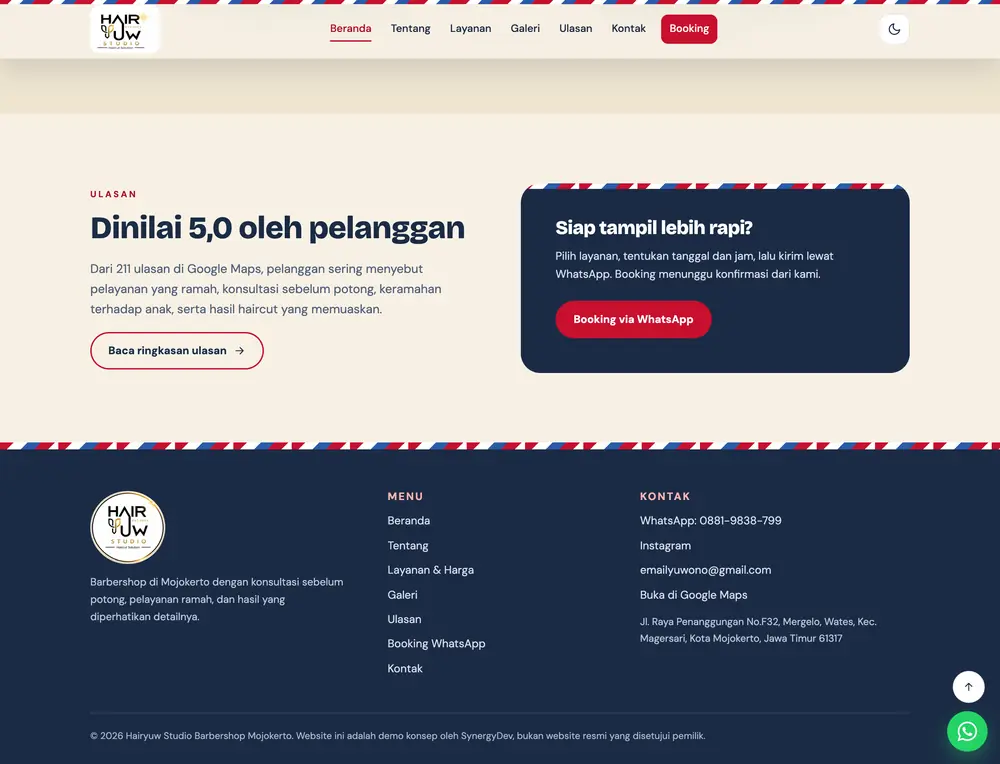 HAIR
YUW
STUDIO
Beranda
Tentang
Layanan
Galeri
Ulasan
Kontak
Booking
ULASAN
Dinilai 5,0 oleh pelanggan
Dari 211 ulasan di Google Maps, pelanggan sering menyebut
pelayanan yang ramah, konsultasi sebelum potong, keramahan
terhadap anak, serta hasil haircut yang memuaskan.
Baca ringkasan ulasan →
Siap tampil lebih rapi?
Pilih layanan, tentukan tanggal dan jam, lalu kirim lewat
WhatsApp. Booking menunggu konfirmasi dari kami.
Booking via WhatsApp
HAIR
YUW
STUDIO
Barbershop di Mojokerto dengan konsultasi sebelum
potong, pelayanan ramah, dan hasil yang
diperhatikan detailnya.
MENU
Beranda
Tentang
Layanan & Harga
Galeri
Ulasan
Booking WhatsApp
Kontak
KONTAK
WhatsApp: 0881-9838-799
Instagram
emailyuwono@gmail.com
Buka di Google Maps
Jl. Raya Penanggungan No.F32, Mergelo, Wates, Kec.
Magersari, Kota Mojokerto, Jawa Timur 61317
© 2026 Hairyuw Studio Barbershop Mojokerto. Website ini adalah demo konsep oleh SynergyDev, bukan website resmi yang disetujui pemilik.